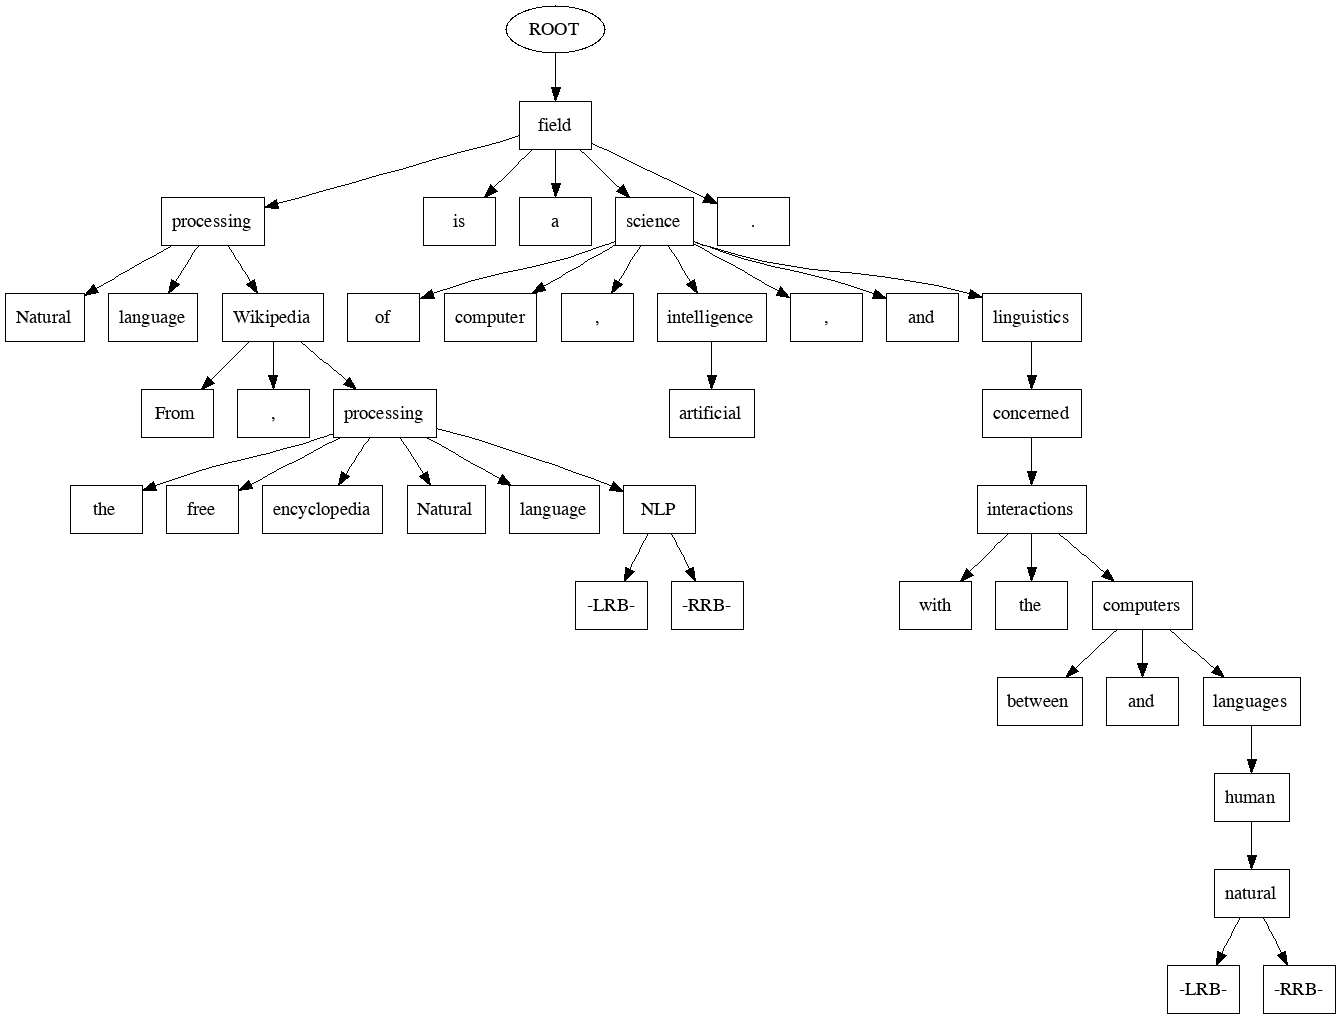 ROOT
field
processing is a science .
Natural language Wikipedia of computer , intelligence , and linguistics
From , processing artificial concerned
the free encyclopedia Natural language NLP interactions
-LRB- -RRB- with the computers
between and languages
human
natural
-LRB- -RRB-